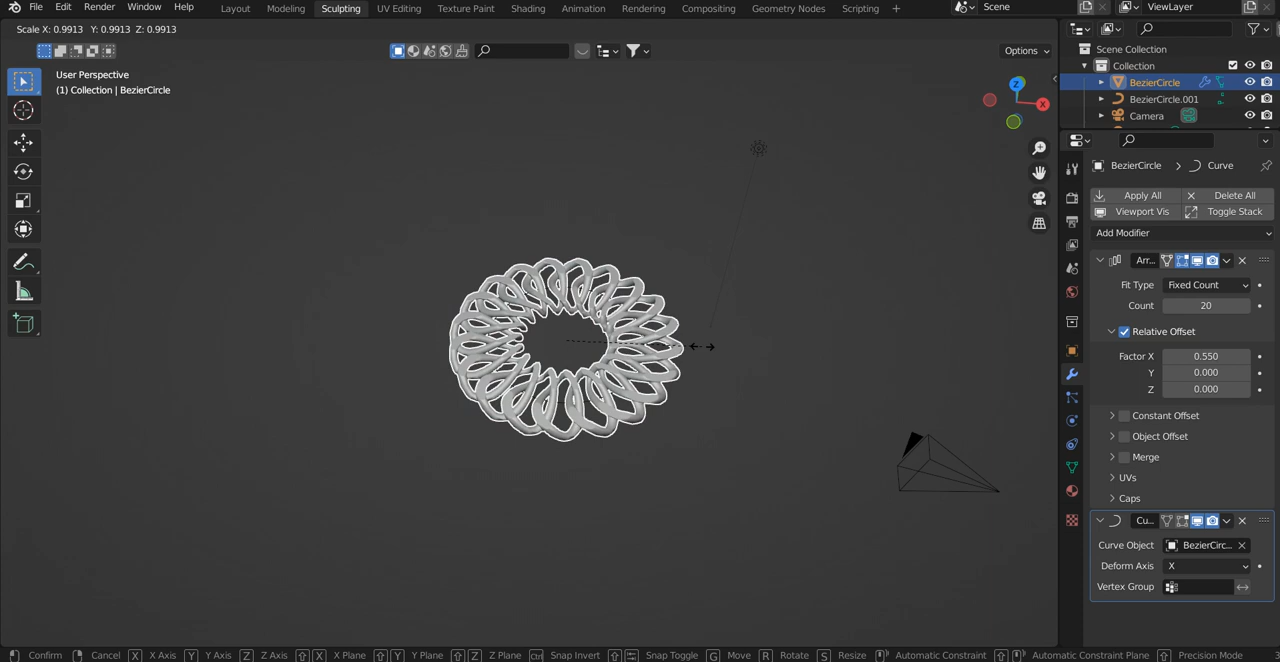 File Edit Render Window Help Layout Modeling Sculpting UV Editing Texture Paint Shading Animation Rendering Compositing Geometry Nodes Scripting + Scene ViewLayer
Scale X: 0.9913 Y: 0.9913 Z: 0.9913
Options
User Perspective
(1) Collection | BezierCircle
Z
X
Scene Collection
Collection
BezierCircle
BezierCircle.001
Camera
BezierCircle > Curve
Apply All Delete All
Viewport Vis Toggle Stack
Add Modifier
Arr...
Fit Type Fixed Count
Count 20
Relative Offset
Factor X 0.550
Y 0.000
Z 0.000
Constant Offset
Object Offset
Merge
UVs
Caps
Cu...
Curve Object BezierCirc...
Deform Axis X
Vertex Group
Confirm Cancel X X Axis Y Y Axis Z Z Axis X X Plane Y Y Plane Z Z Plane Ctrl Snap Invert Snap Toggle G Move R Rotate S Resize Automatic Constraint Automatic Constraint Plane Precision Mode